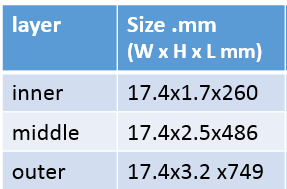 layer Size .mm
(W x H x L mm)
inner 17.4x1.7x260
middle 17.4x2.5x486
outer 17.4x3.2 x749